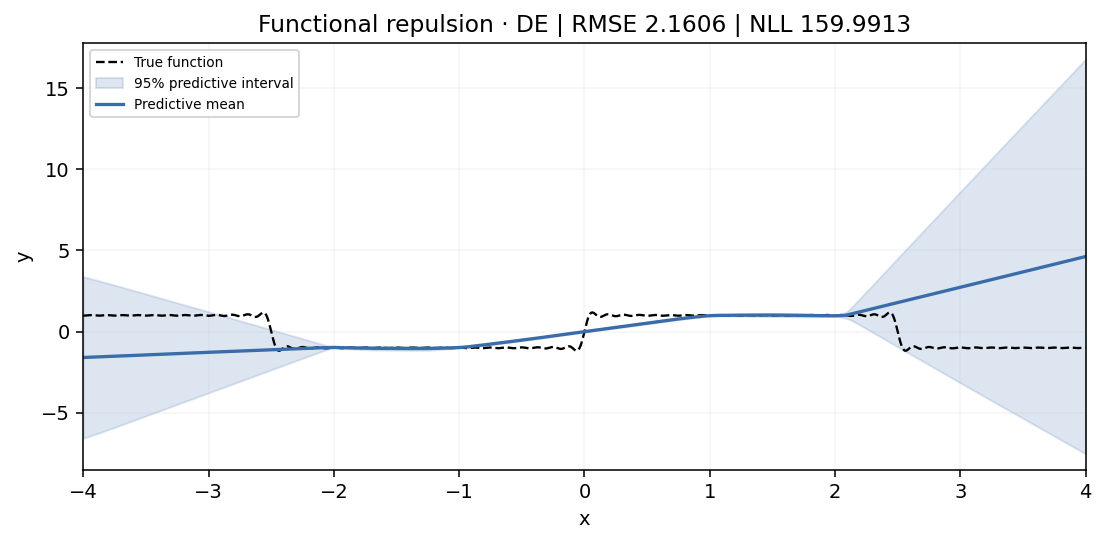 Functional repulsion · DE | RMSE 2.1606 | NLL 159.9913
True function
95% predictive interval
Predictive mean
15
10
5
0
−5
y
−4
−3
−2
−1
0
1
2
3
4
x